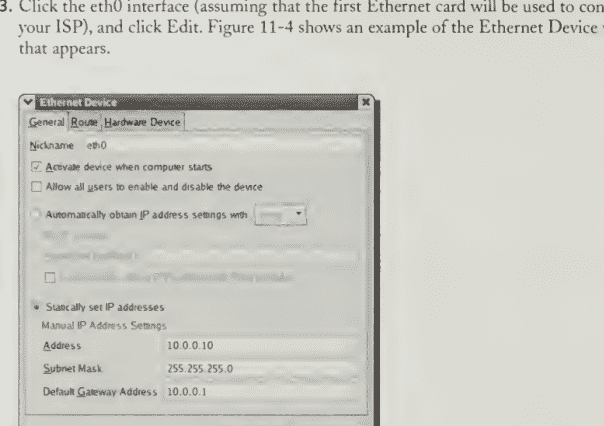 3. Click the eth0 interface (assuming that the first Ethernet card will be used to con
your ISP), and click Edit. Figure 11-4 shows an example of the Ethernet Device
that appears.
Ethernet Device
General Route Hardware Device
Nickname eth0
Activate device when computer starts
Allow all users to enable and disable the device
Automatically obtain IP address settings with
Statically set IP addresses
Manual IP Address Settings
Address 10.0.0.10
Subnet Mask 255.255.255.0
Default Gateway Address 10.0.0.1